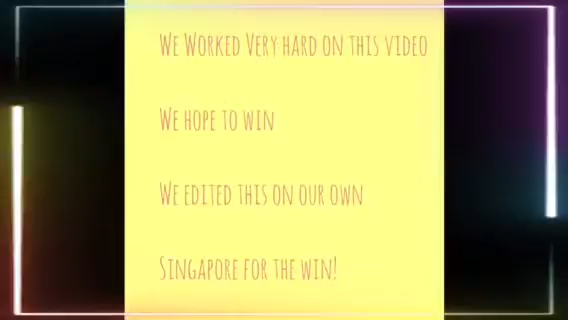 We Worked Very hard on this video
We hope to win
We edited this on our own
Singapore for the win!